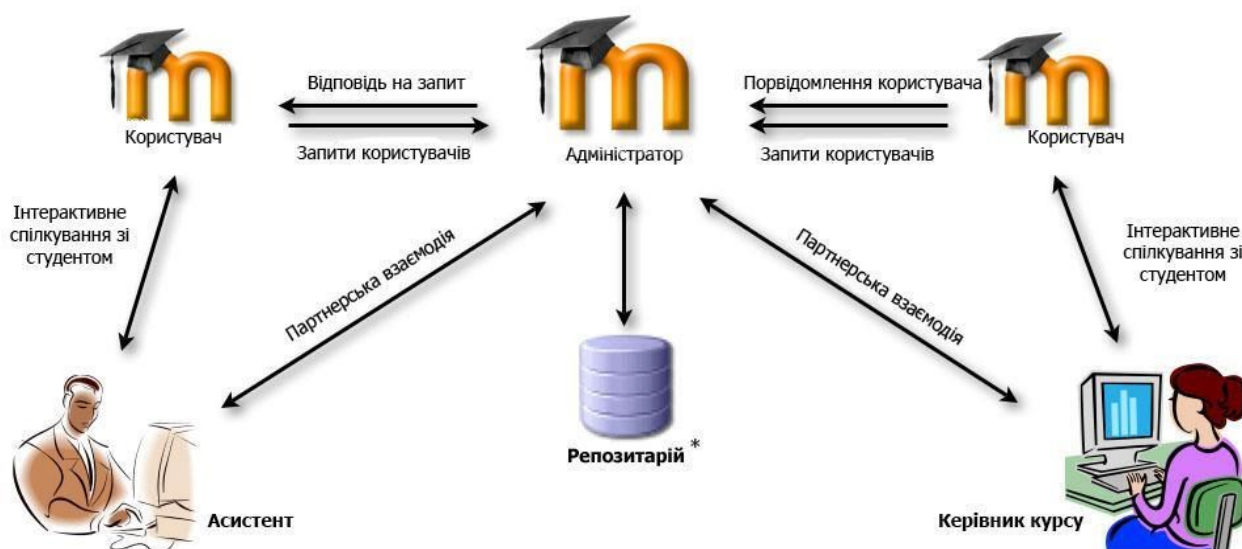 Відповідь на запит
Порвідомлення користувача
Користувач
Запити користувачів
Адміністратор
Запити користувачів
Користувач
Інтерактивне
спілкування зі
студентом
Партнерська взаємодія
Партнерська взаємодія
Інтерактивне
спілкування зі
студентом
Репозитарій *
Асистент
Керівник курсу